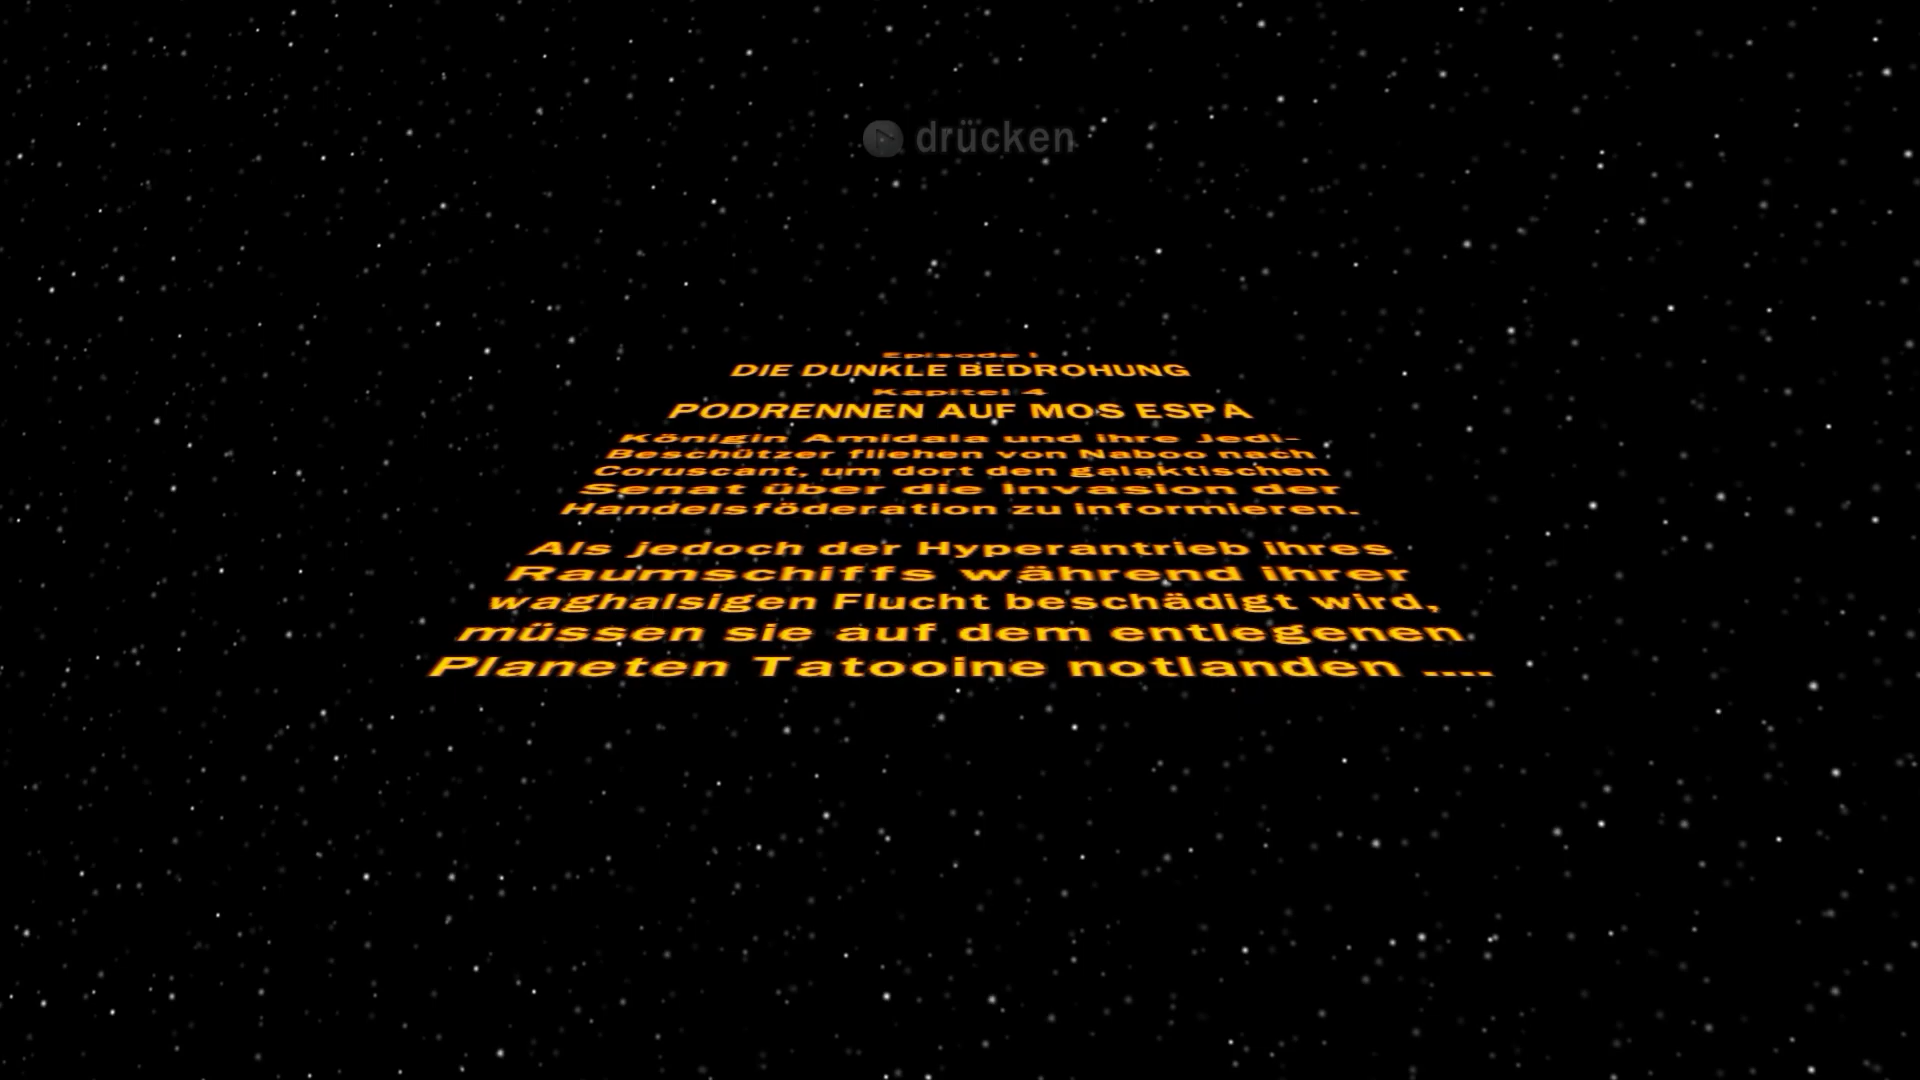 drücken
Episode I
DIE DUNKLE BEDROHUNG
Kapitel 4
PODRENNEN AUF MOS ESPA
Königin Amidala und ihre Jedi-
Beschützer fliehen von Naboo nach
Coruscant, um dort den galaktischen
Senat über die Invasion der
Handelsföderation zu informieren.
Als jedoch der Hyperantrieb ihres
Raumschiffs während ihrer
waghalsigen Flucht beschädigt wird,
müssen sie auf dem entlegenen
Planeten Tatooine notlanden ....